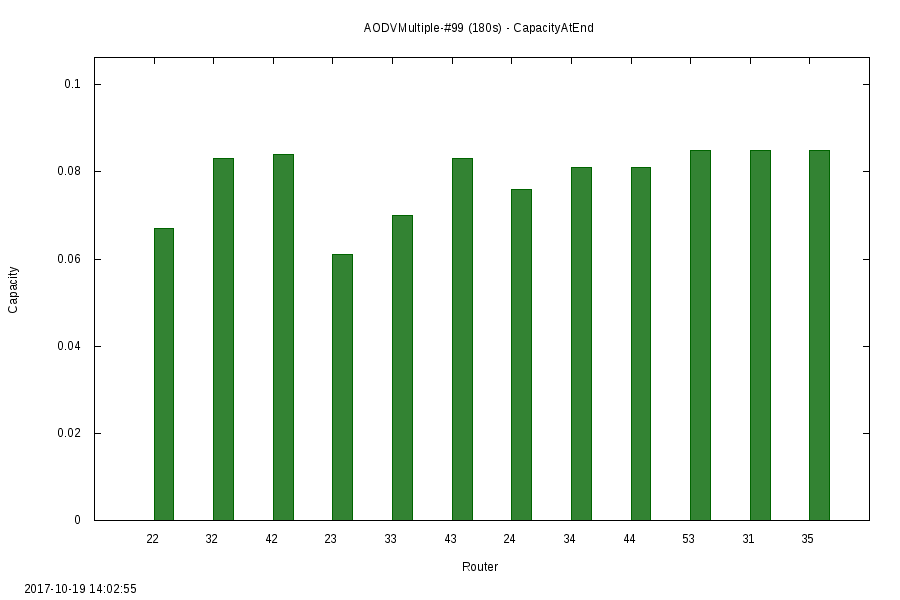 AODVMultiple-#99 (180s) - CapacityAtEnd
0.1
0.08
0.06
0.04
0.02
0
Capacity
22 32 42 23 33 43 24 34 44 53 31 35
Router
2017-10-19 14:02:55